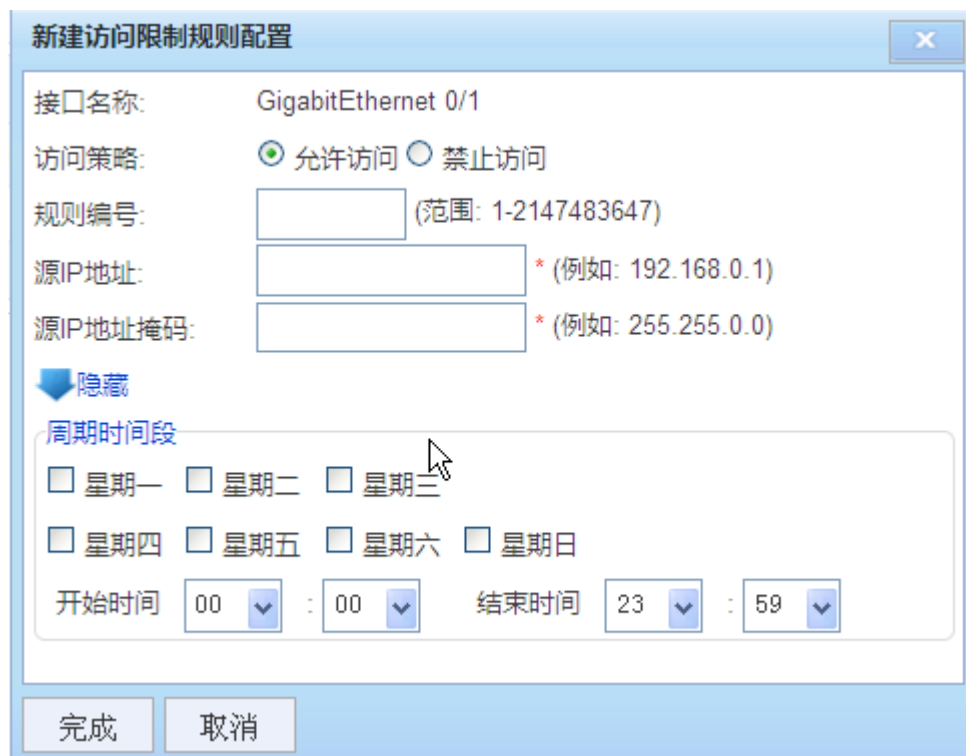 新建访问限制规则配置
接口名称: GigabitEthernet 0/1
访问策略: 允许访问 禁止访问
规则编号: (范围: 1-2147483647)
源IP地址: * (例如: 192.168.0.1)
源IP地址掩码: * (例如: 255.255.0.0)
隐藏
周期时间段
星期一 星期二 星期三
星期四 星期五 星期六 星期日
开始时间 00 : 00 结束时间 23 : 59
完成 取消